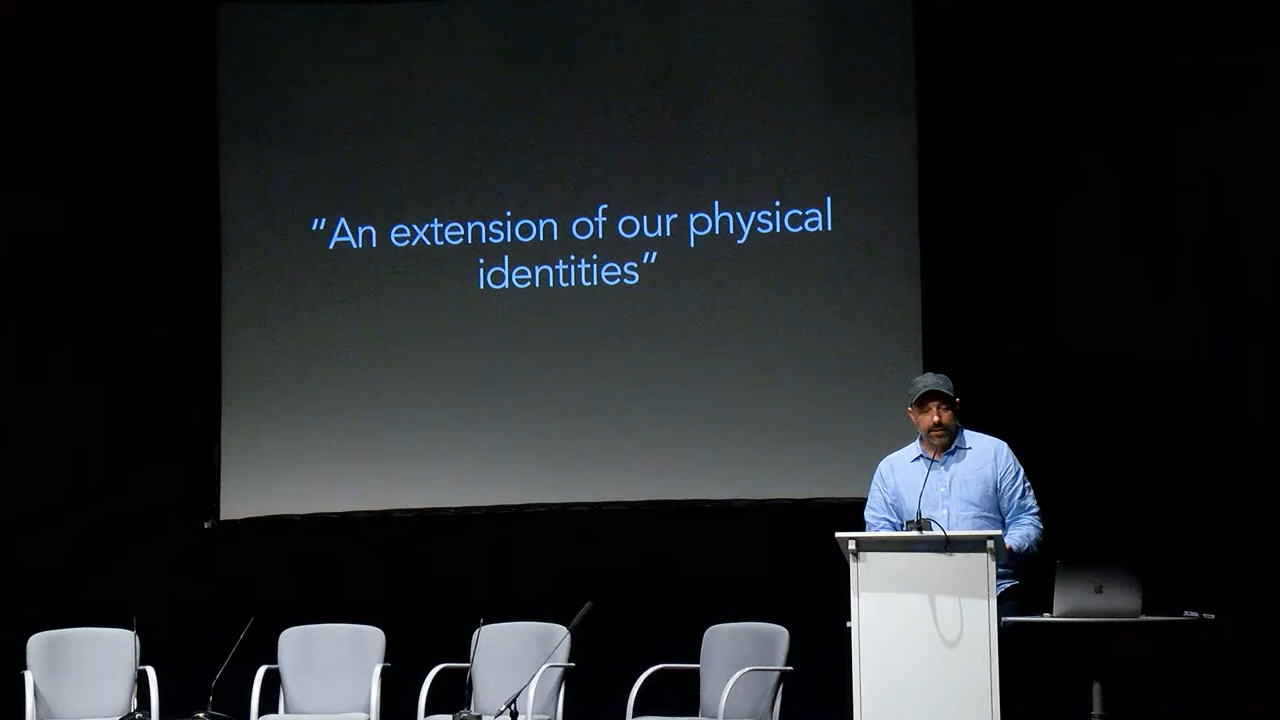 “An extension of our physical
identities”